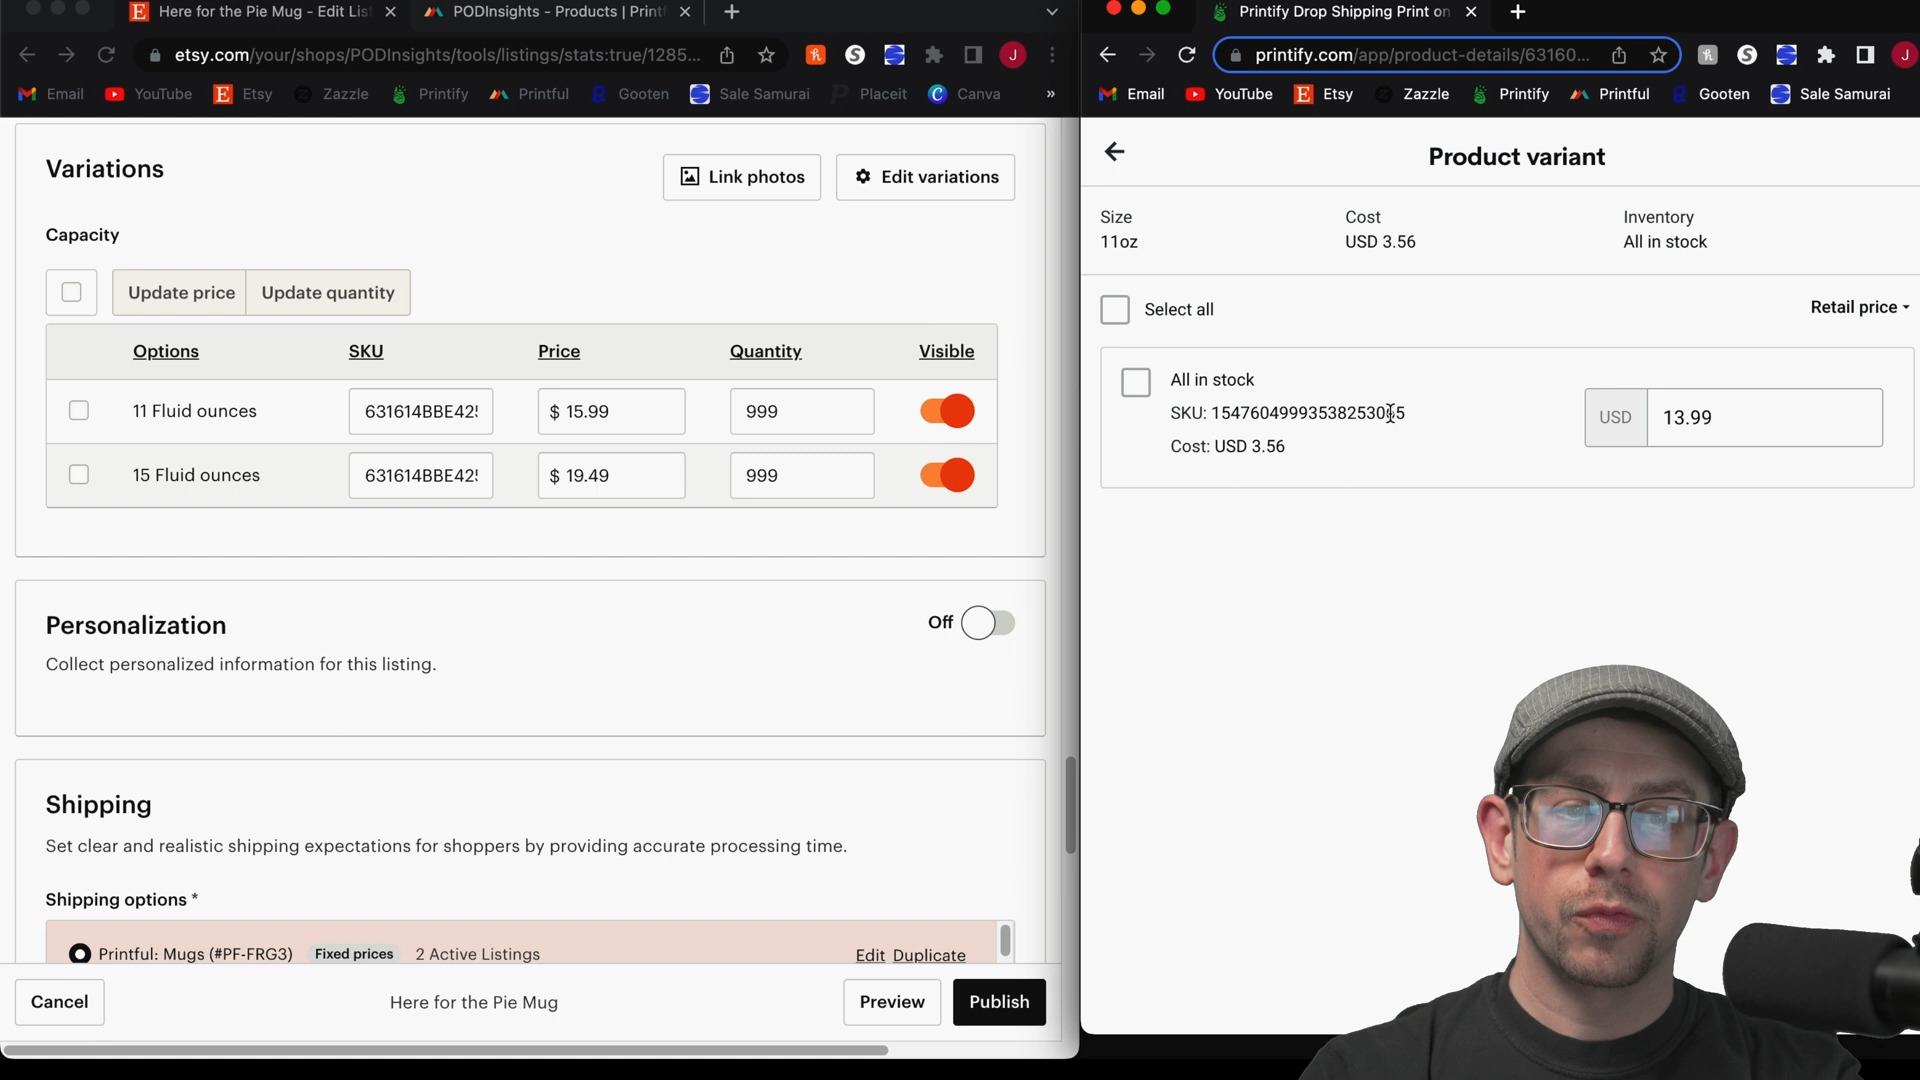 Here for the Pie Mug - Edit Lis
PODInsights - Products | Printf
etsy.com/your/shops/PODInsights/tools/listings/stats:true/1285...
J
Email YouTube Etsy Zazzle Printify Printful Gooten Sale Samurai Placeit Canva »
Variations
Link photos
Edit variations
Capacity
Update price
Update quantity
Options SKU Price Quantity Visible
11 Fluid ounces 631614BBE42! $ 15.99 999
15 Fluid ounces 631614BBE42! $ 19.49 999
Personalization
Off
Collect personalized information for this listing.
Shipping
Set clear and realistic shipping expectations for shoppers by providing accurate processing time.
Shipping options *
Printful: Mugs (#PF-FRG3) Fixed prices 2 Active Listings Edit Duplicate
Cancel
Here for the Pie Mug
Preview
Publish
Printify Drop Shipping Print on
printify.com/app/product-details/63160...
J
Email YouTube Etsy Zazzle Printify Printful Gooten Sale Samurai
Product variant
Size Cost Inventory
11oz USD 3.56 All in stock
Select all
Retail price
All in stock
SKU:
Cost: USD 3.56
USD 13.99